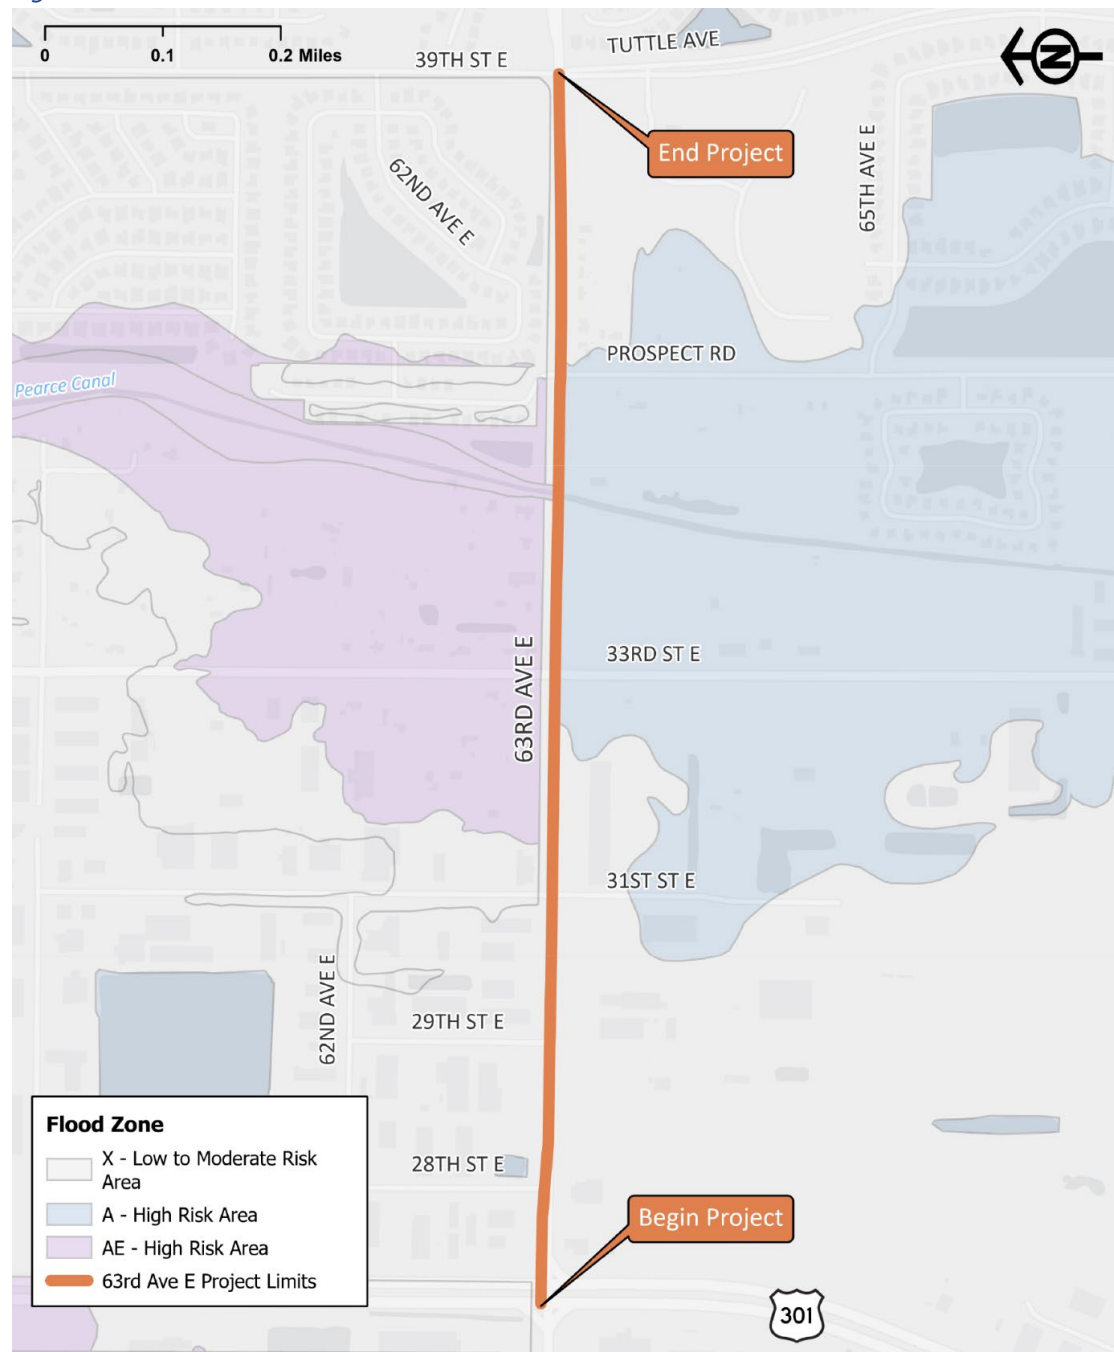 TUTTLE AVE
0 0.1 0.2 Miles
39TH ST E
N
End Project
65TH AVE E
62ND AVE E
PROSPECT RD
Pearce Canal
63RD AVE E
33RD ST E
31ST ST E
62ND AVE E
29TH ST E
28TH ST E
Begin Project
301
Flood Zone
X - Low to Moderate Risk
Area
A - High Risk Area
AE - High Risk Area
63rd Ave E Project Limits